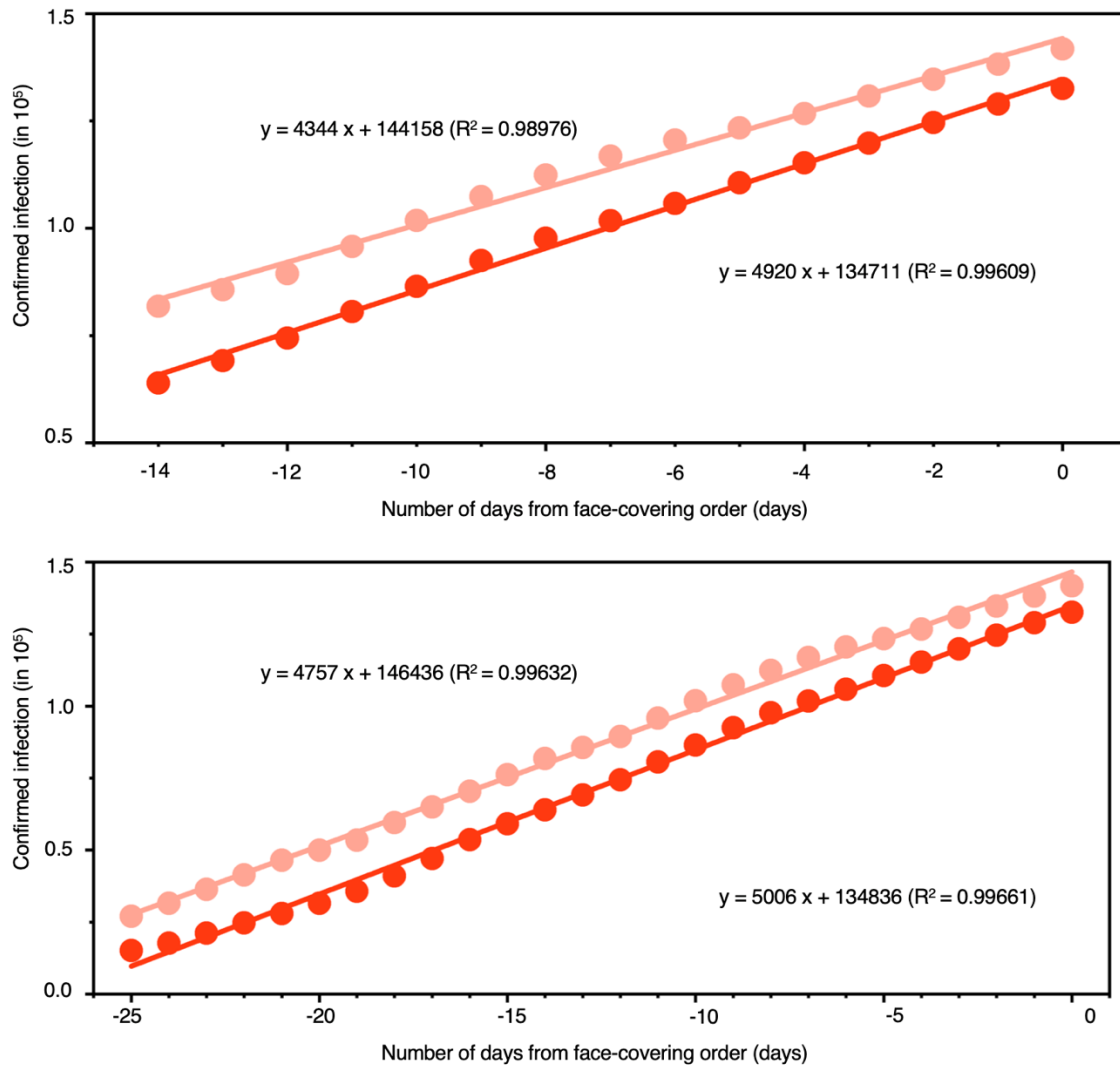 1.5
1.0
0.5
Confirmed infection (in 10⁵)
y = 4344 x + 144158 (R² = 0.98976)
y = 4920 x + 134711 (R² = 0.99609)
-14 -12 -10 -8 -6 -4 -2 0
Number of days from face-covering order (days)
1.5
1.0
0.5
0.0
Confirmed infection (in 10⁵)
y = 4757 x + 146436 (R² = 0.99632)
y = 5006 x + 134836 (R² = 0.99661)
-25 -20 -15 -10 -5 0
Number of days from face-covering order (days)